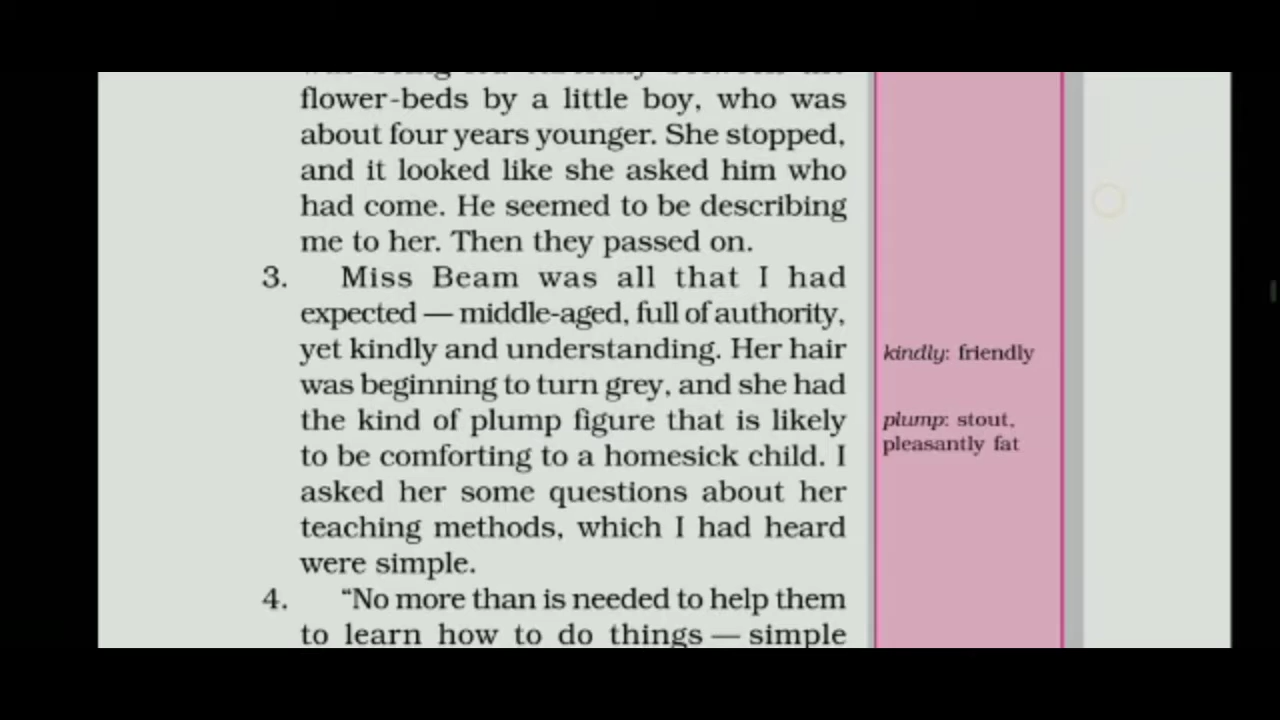 flower-beds by a little boy, who was
about four years younger. She stopped,
and it looked like she asked him who
had come. He seemed to be describing
me to her. Then they passed on.
3. Miss Beam was all that I had
expected — middle-aged, full of authority,
yet kindly and understanding. Her hair
was beginning to turn grey, and she had
the kind of plump figure that is likely
to be comforting to a homesick child. I
asked her some questions about her
teaching methods, which I had heard
were simple.
4. “No more than is needed to help them
to learn how to do things — simple
kindly: friendly
plump: stout,
pleasantly fat